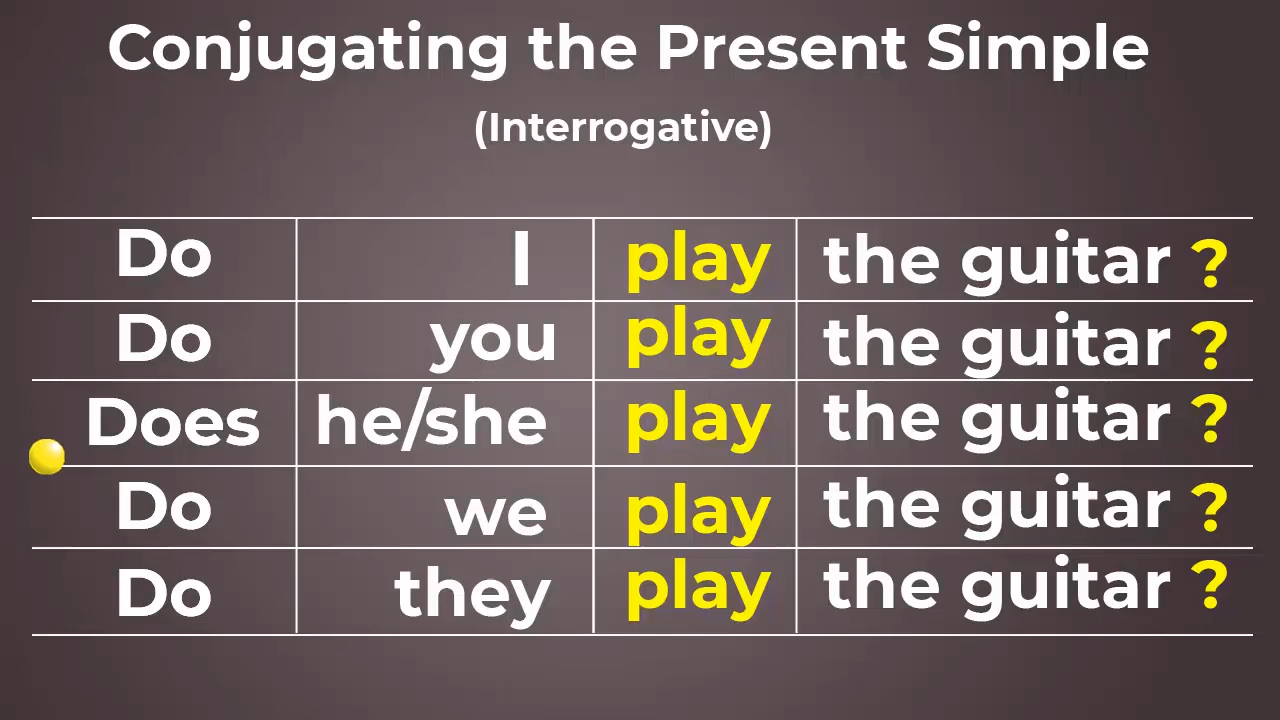 Conjugating the Present Simple
(Interrogative)
Do I play the guitar ?
Do you play the guitar ?
Does he/she play the guitar ?
Do we play the guitar ?
Do they play the guitar ?